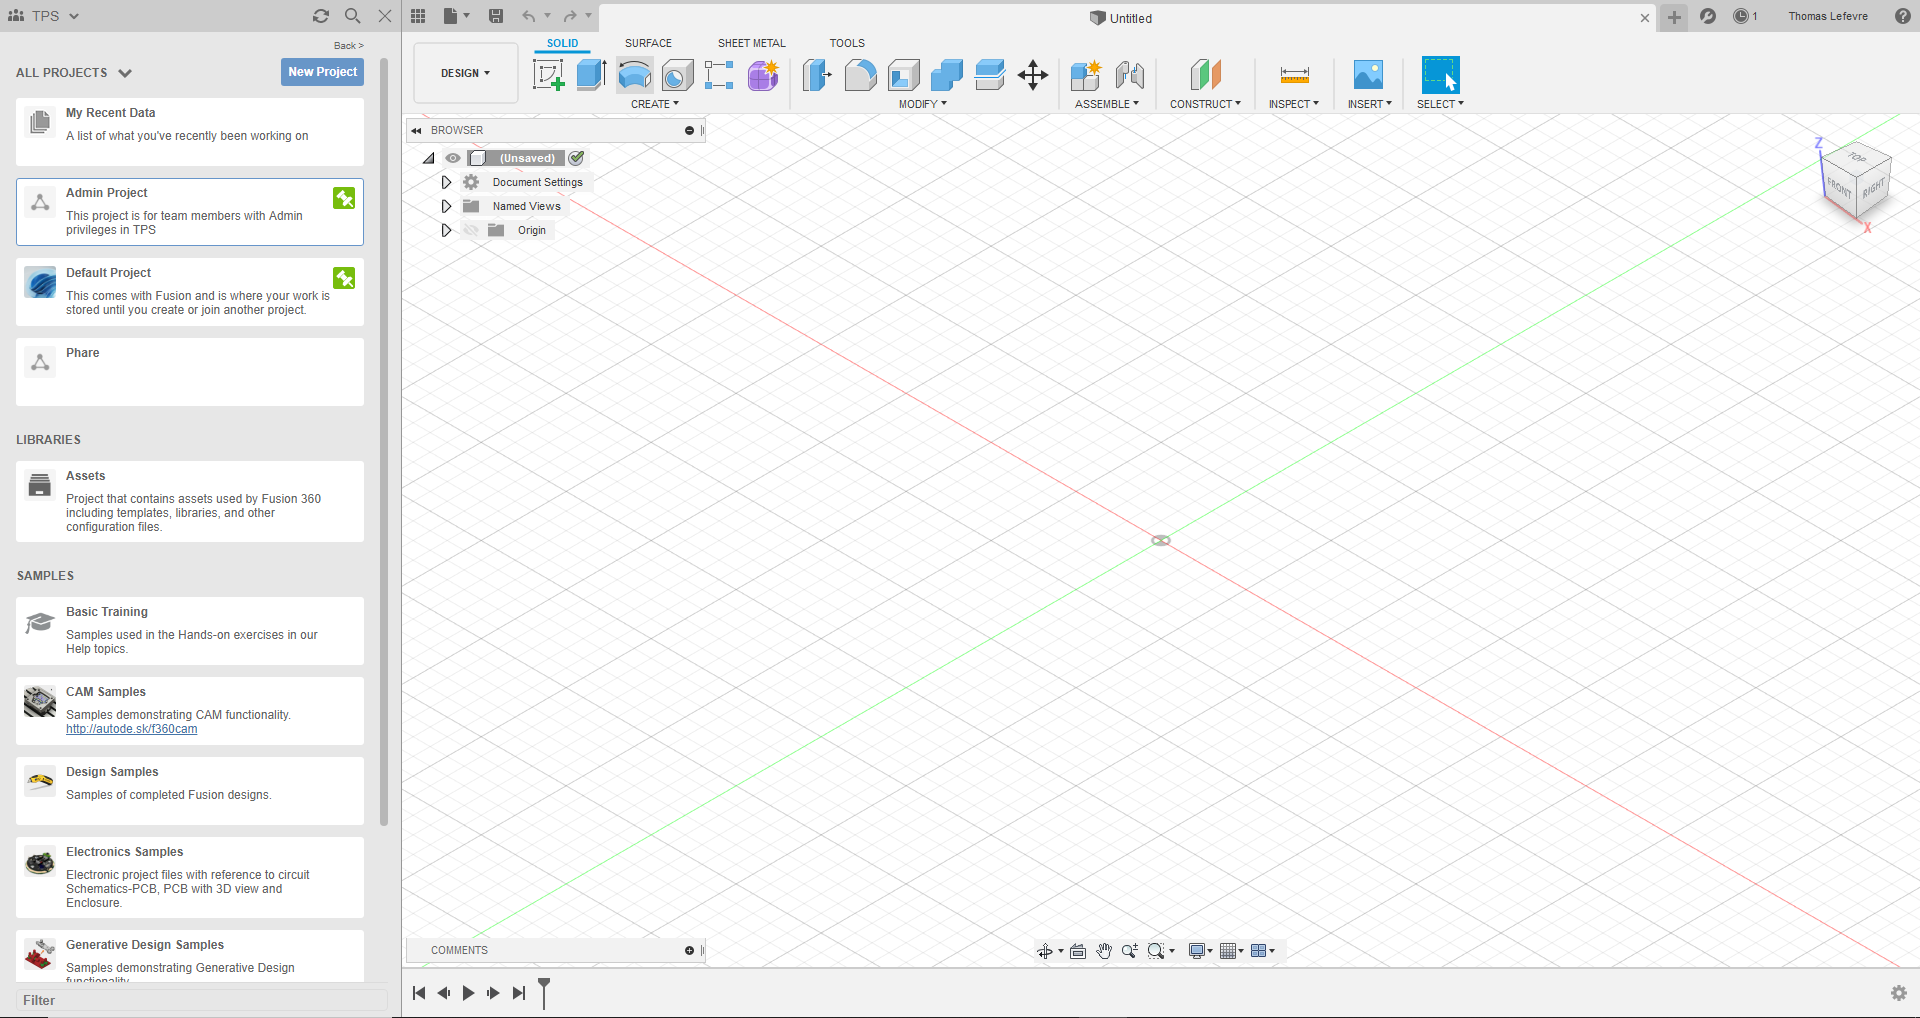 TPS
Untitled
1
Thomas Lefevre
Back >
ALL PROJECTS
New Project
My Recent Data
A list of what you've recently been working on
Admin Project
This project is for team members with Admin
privileges in TPS
Default Project
This comes with Fusion and is where your work is
stored until you create or join another project.
Phare
LIBRARIES
Assets
Project that contains assets used by Fusion 360
including templates, libraries, and other
configuration files.
SAMPLES
Basic Training
Samples used in the Hands-on exercises in our
Help topics.
CAM Samples
Samples demonstrating CAM functionality.
http://autode.sk/f360cam
Design Samples
Samples of completed Fusion designs.
Electronics Samples
Electronic project files with reference to circuit
Schematics-PCB, PCB with 3D view and
Enclosure.
Generative Design Samples
Samples demonstrating Generative Design
functionality
Filter
DESIGN
SOLID
SURFACE
SHEET METAL
TOOLS
CREATE
MODIFY
ASSEMBLE
CONSTRUCT
INSPECT
INSERT
SELECT
BROWSER
(Unsaved)
Document Settings
Named Views
Origin
Z
TOP
FRONT
RIGHT
X
COMMENTS